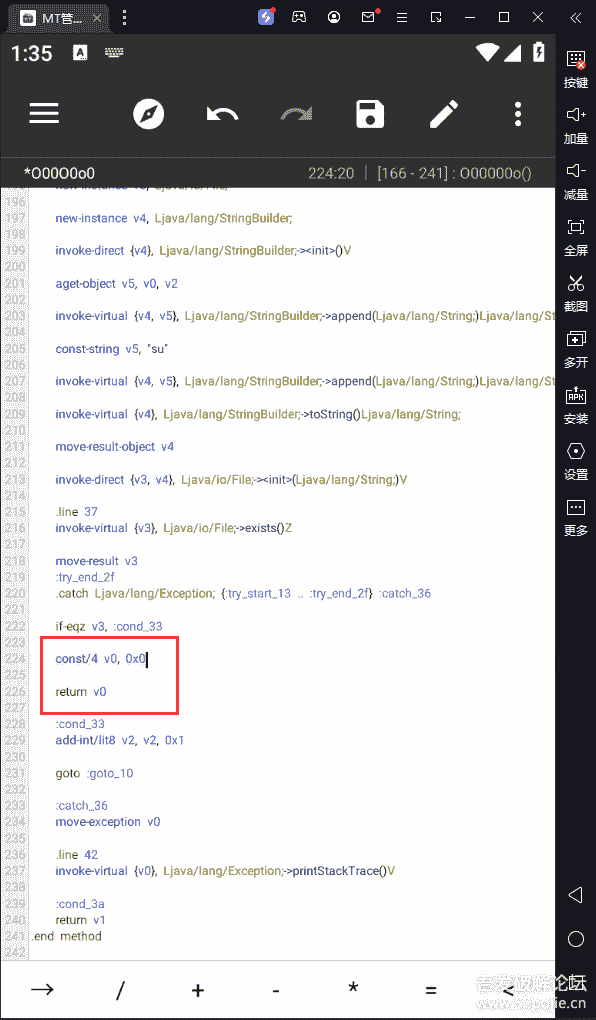 MT管...
1:35
A
*O00O0o0 224:20 | [166 - 241] : O00000o()
196
197 new-instance v4, Ljava/lang/StringBuilder;
198
199 invoke-direct {v4}, Ljava/lang/StringBuilder;-><init>()V
200
201 aget-object v5, v0, v2
202
203 invoke-virtual {v4, v5}, Ljava/lang/StringBuilder;->append(Ljava/lang/String;)Ljava/lang/St
204
205 const-string v5, "su"
206
207 invoke-virtual {v4, v5}, Ljava/lang/StringBuilder;->append(Ljava/lang/String;)Ljava/lang/St
208
209 invoke-virtual {v4}, Ljava/lang/StringBuilder;->toString()Ljava/lang/String;
210
211 move-result-object v4
212
213 invoke-direct {v3, v4}, Ljava/io/File;-><init>(Ljava/lang/String;)V
214
215 .line 37
216 invoke-virtual {v3}, Ljava/io/File;->exists()Z
217
218 move-result v3
219 :try_end_2f
220 .catch Ljava/lang/Exception; {:try_start_13 .. :try_end_2f} :catch_36
221
222 if-eqz v3, :cond_33
223
224 const/4 v0, 0x0
225
226 return v0
227
228 :cond_33
229 add-int/lit8 v2, v2, 0x1
230
231 goto :goto_10
232
233 :catch_36
234 move-exception v0
235
236 .line 42
237 invoke-virtual {v0}, Ljava/lang/Exception;->printStackTrace()V
238
239 :cond_3a
240 return v1
241 .end method
242
→ / + - * = <
按键
加量
减量
全屏
截图
多开
APK
安装
设置
更多
吾爱破解论坛
www.52pojie.cn